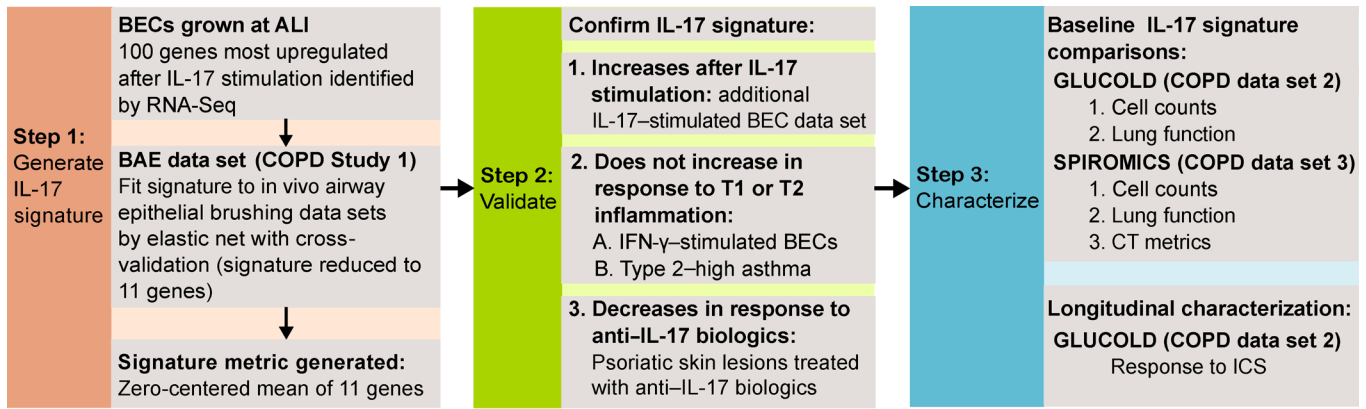 Step 1:
Generate
IL-17
signature
BECs grown at ALI
100 genes most upregulated
after IL-17 stimulation identified
by RNA-Seq
BAE data set (COPD Study 1)
Fit signature to in vivo airway
epithelial brushing data sets
by elastic net with cross-
validation (signature reduced to
11 genes)
Signature metric generated:
Zero-centered mean of 11 genes
Step 2:
Validate
Confirm IL-17 signature:
1. Increases after IL-17
stimulation: additional
IL-17–stimulated BEC data set
2. Does not increase in
response to T1 or T2
inflammation:
A. IFN-γ–stimulated BECs
B. Type 2–high asthma
3. Decreases in response to
anti–IL-17 biologics:
Psoriatic skin lesions treated
with anti–IL-17 biologics
Step 3:
Characterize
Baseline IL-17 signature
comparisons:
GLUCOLD (COPD data set 2)
1. Cell counts
2. Lung function
SPIROMICS (COPD data set 3)
1. Cell counts
2. Lung function
3. CT metrics
Longitudinal characterization:
GLUCOLD (COPD data set 2)
Response to ICS